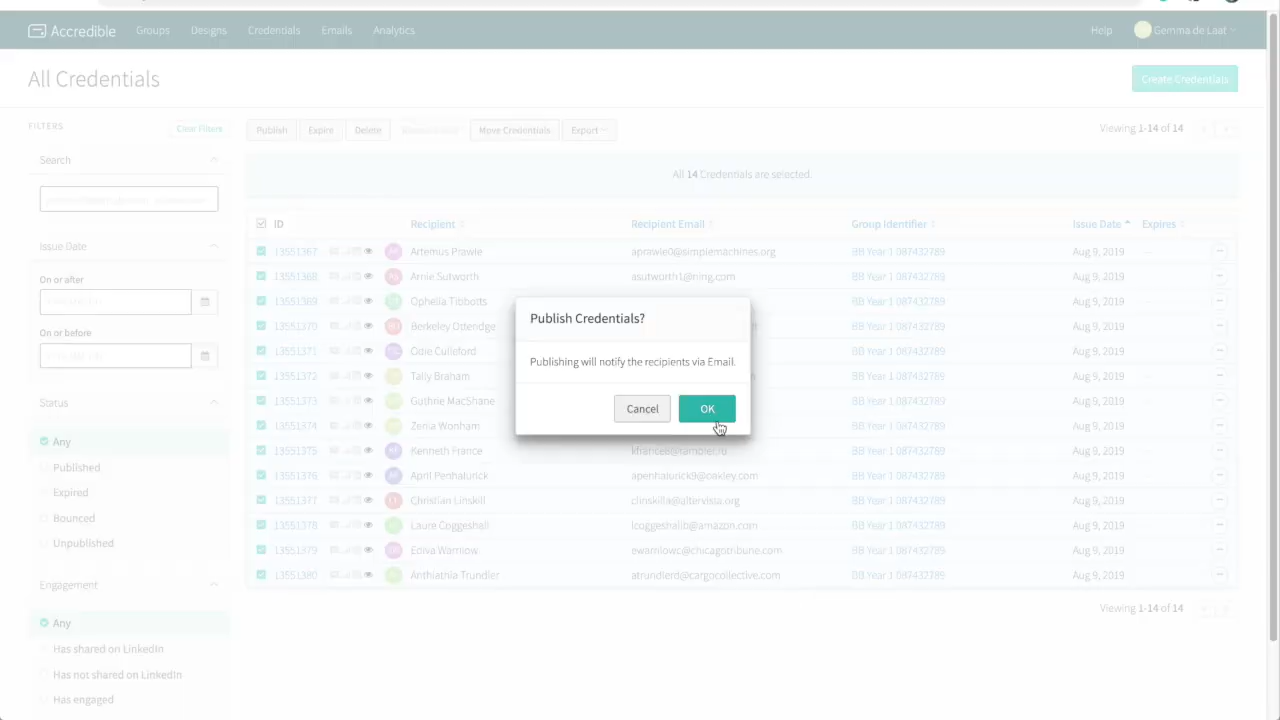 Accredible Groups Designs Credentials Emails Analytics Help Gemma de Laat
All Credentials Create Credentials
FILTERS Clear Filters Publish Expire Delete Move Credentials Export Viewing 1-14 of 14
Search
All 14 Credentials are selected.
ID Recipient Recipient Email Group Identifier Issue Date Expires
Issue Date
On or after
On or before
Status
Any
Published
Expired
Bounced
Unpublished
Engagement
Any
Has shared on LinkedIn
Has not shared on LinkedIn
Has engaged
13551367 Artemus Prawle aprawle0@simplemachines.org BB Year 1 087432789 Aug 9, 2019
13551368 Arnie Sutworth asutworth1@ning.com BB Year 1 087432789 Aug 9, 2019
13551369 Ophelia Tibbotts BB Year 1 087432789 Aug 9, 2019
13551370 Berkeley Ottendge BB Year 1 087432789 Aug 9, 2019
13551371 Odie Culleford BB Year 1 087432789 Aug 9, 2019
13551372 Tally Braham BB Year 1 087432789 Aug 9, 2019
13551373 Guthrie MacShane BB Year 1 087432789 Aug 9, 2019
13551374 Zenia Wonham BB Year 1 087432789 Aug 9, 2019
13551375 Kenneth France kfrance8@rambler.ru BB Year 1 087432789 Aug 9, 2019
13551376 April Penhalurick apenhalurick9@oakley.com BB Year 1 087432789 Aug 9, 2019
13551377 Christian Linskill clinskilla@altervista.org BB Year 1 087432789 Aug 9, 2019
13551378 Laure Coggeshall lcoggeshallb@amazon.com BB Year 1 087432789 Aug 9, 2019
13551379 Ediva Warnlow ewarnlowc@chicagotribune.com BB Year 1 087432789 Aug 9, 2019
13551380 Anthiathia Trundler atrundlerd@cargocollective.com BB Year 1 087432789 Aug 9, 2019
Viewing 1-14 of 14
Publish Credentials?
Publishing will notify the recipients via Email.
Cancel OK